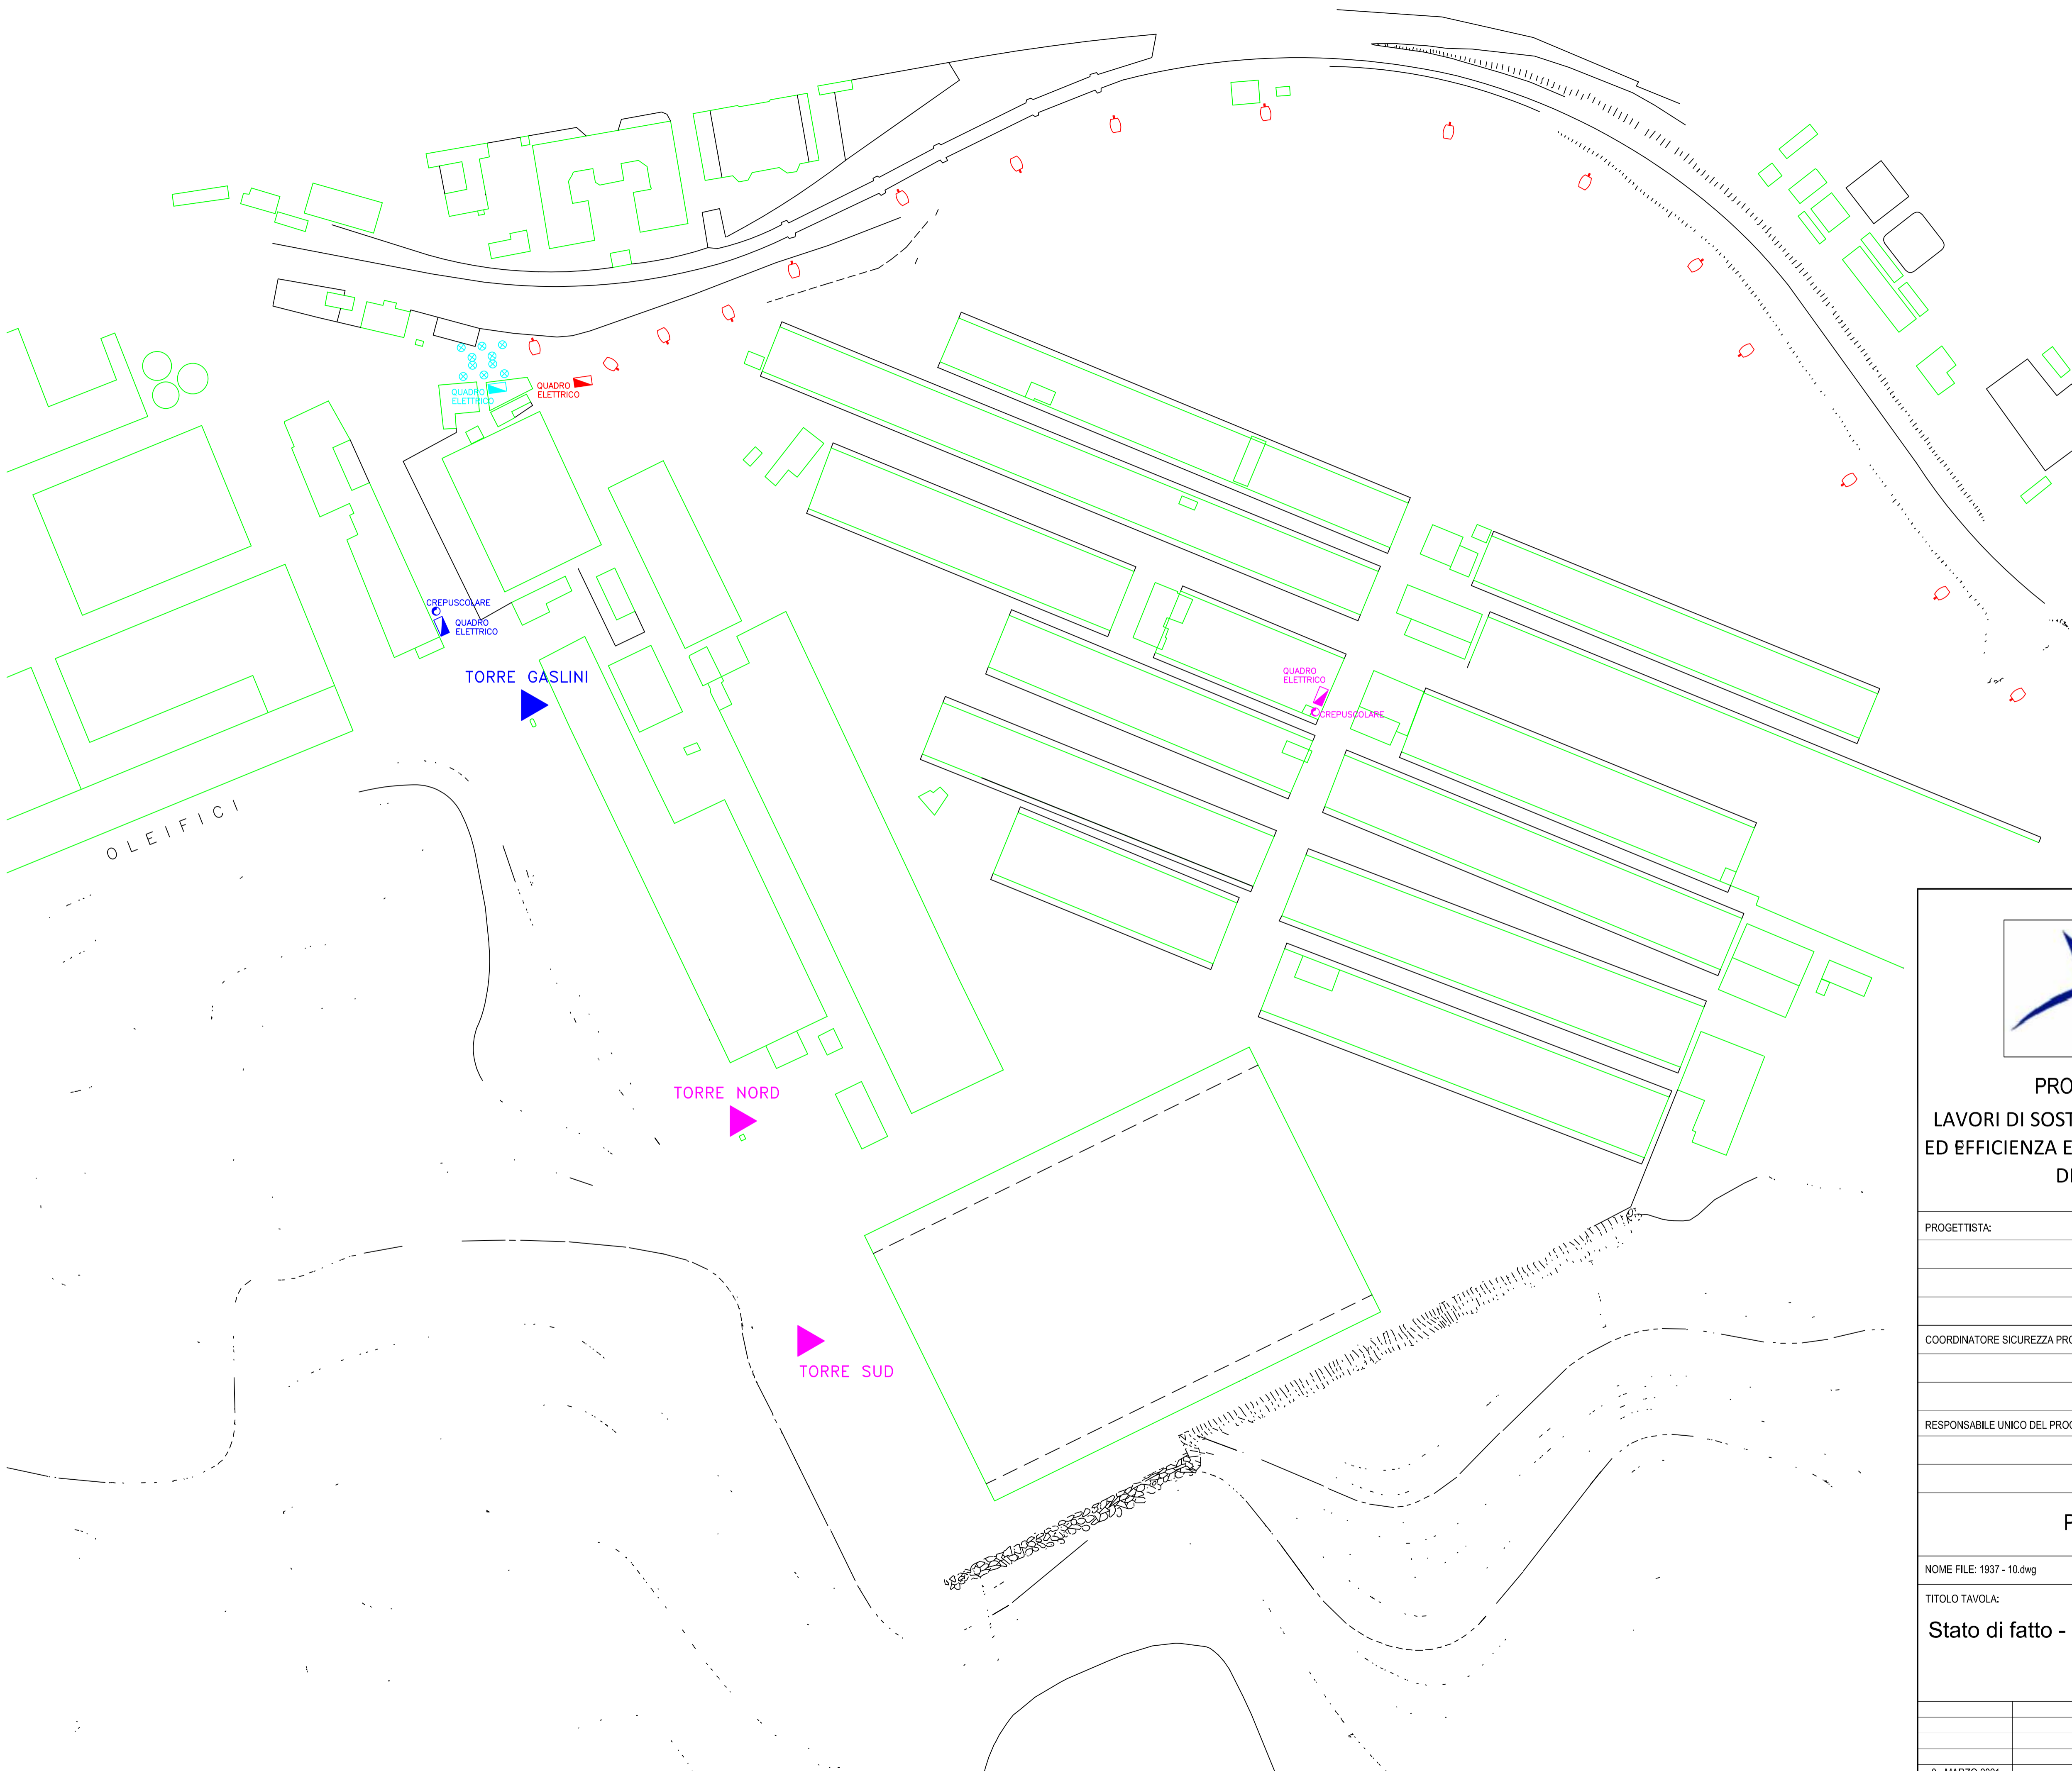 QUADRO
ELETTRICO
QUADRO
ELETTRICO
CREPUSCOLARE
QUADRO
ELETTRICO
TORRE GASLINI
QUADRO
ELETTRICO
CREPUSCOLARE
OLEIFICI
TORRE NORD
TORRE SUD
PRO
LAVORI DI SOST
ED EFFICIENZA E
DI
PROGETTISTA:
COORDINATORE SICUREZZA PRO
RESPONSABILE UNICO DEL PROC
P
NOME FILE: 1937 - 10.dwg
TITOLO TAVOLA:
Stato di fatto -